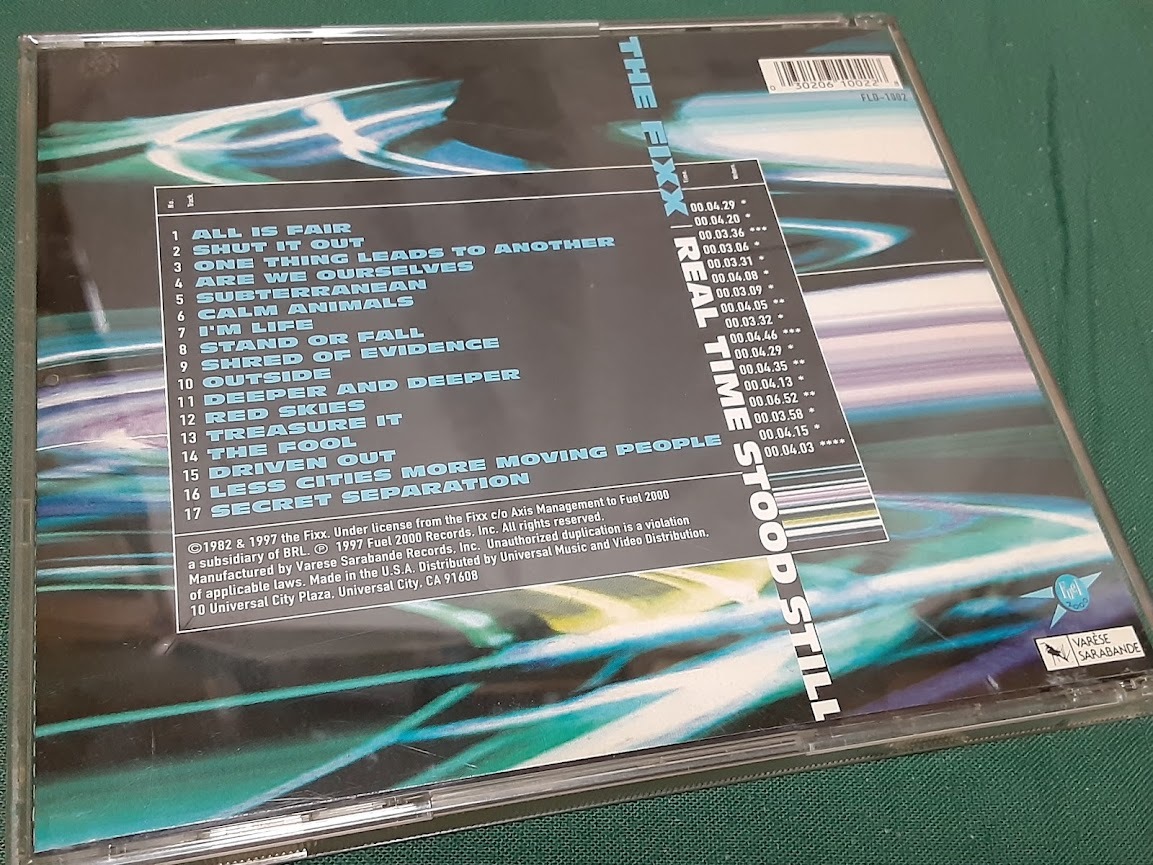 THE FIXX | REAL TIME STOOD STILL
0 30206 10022
FLD-1002
No. Track Time
1 ALL IS FAIR 00.04.29 *
2 SHUT IT OUT 00.04.20 *
3 ONE THING LEADS TO ANOTHER 00.03.36 ***
4 ARE WE OURSELVES 00.03.06 *
5 SUBTERRANEAN 00.03.31 *
6 CALM ANIMALS 00.04.08 *
7 I'M LIFE 00.03.09 *
8 STAND OR FALL 00.04.05 **
9 SHRED OF EVIDENCE 00.03.32 *
10 OUTSIDE 00.04.46 ***
11 DEEPER AND DEEPER 00.04.29 *
12 RED SKIES 00.04.35 **
13 TREASURE IT 00.04.13 *
14 THE FOOL 00.06.52 **
15 DRIVEN OUT 00.03.58 *
16 LESS CITIES MORE MOVING PEOPLE 00.04.15 *
17 SECRET SEPARATION 00.04.03 ****
©1982 & 1997 the Fixx. Under license from the Fixx c/o Axis Management to Fuel 2000
a subsidiary of BRL. ℗ 1997 Fuel 2000 Records, Inc. All rights reserved.
Manufactured by Varese Sarabande Records, Inc. Unauthorized duplication is a violation
of applicable laws. Made in the U.S.A. Distributed by Universal Music and Video Distribution.
10 Universal City Plaza, Universal City, CA 91608
Fuel
2000
VARÈSE
SARABANDE